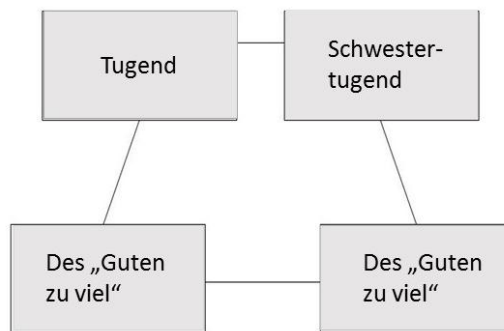 Tugend
Schwester-
tugend
Des „Guten
zu viel“
Des „Guten
zu viel“